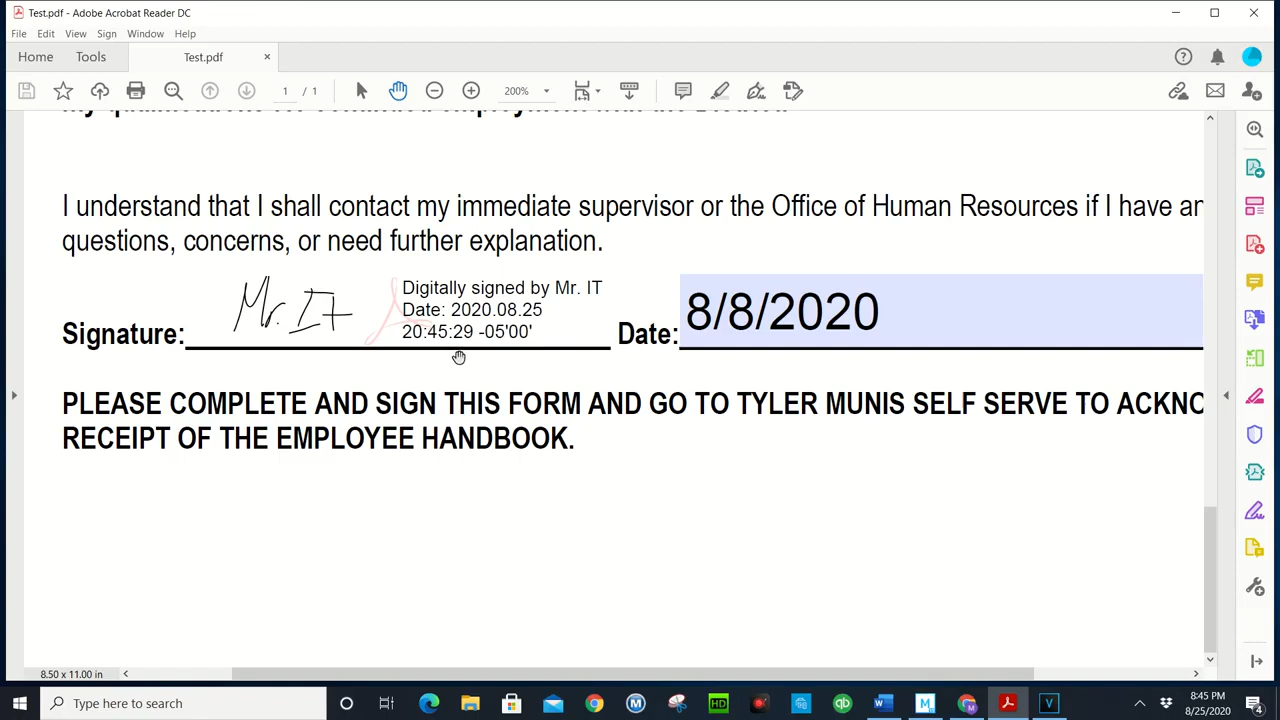 Test.pdf - Adobe Acrobat Reader DC
File Edit View Sign Window Help
Home Tools Test.pdf
1 / 1 200%
I understand that I shall contact my immediate supervisor or the Office of Human Resources if I have an
questions, concerns, or need further explanation.
Mr. IT
Digitally signed by Mr. IT
Date: 2020.08.25
20:45:29 -05'00'
Signature: Date: 8/8/2020
PLEASE COMPLETE AND SIGN THIS FORM AND GO TO TYLER MUNIS SELF SERVE TO ACKNO
RECEIPT OF THE EMPLOYEE HANDBOOK.
8.50 x 11.00 in
Type here to search
HD
qb
W
M
V
8:45 PM
8/25/2020
4